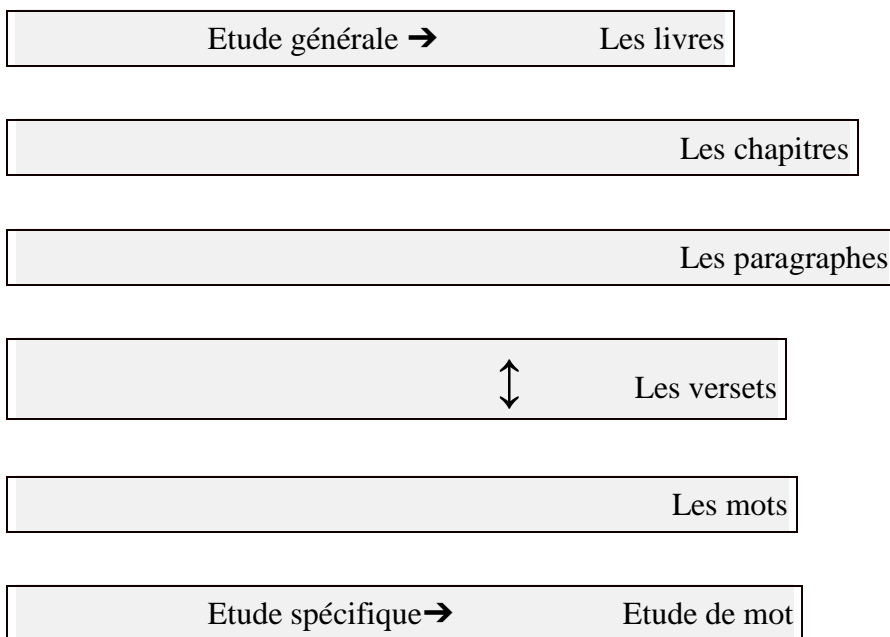 Etude générale ➔ Les livres
Les chapitres
Les paragraphes
↕ Les versets
Les mots
Etude spécifique➔ Etude de mot